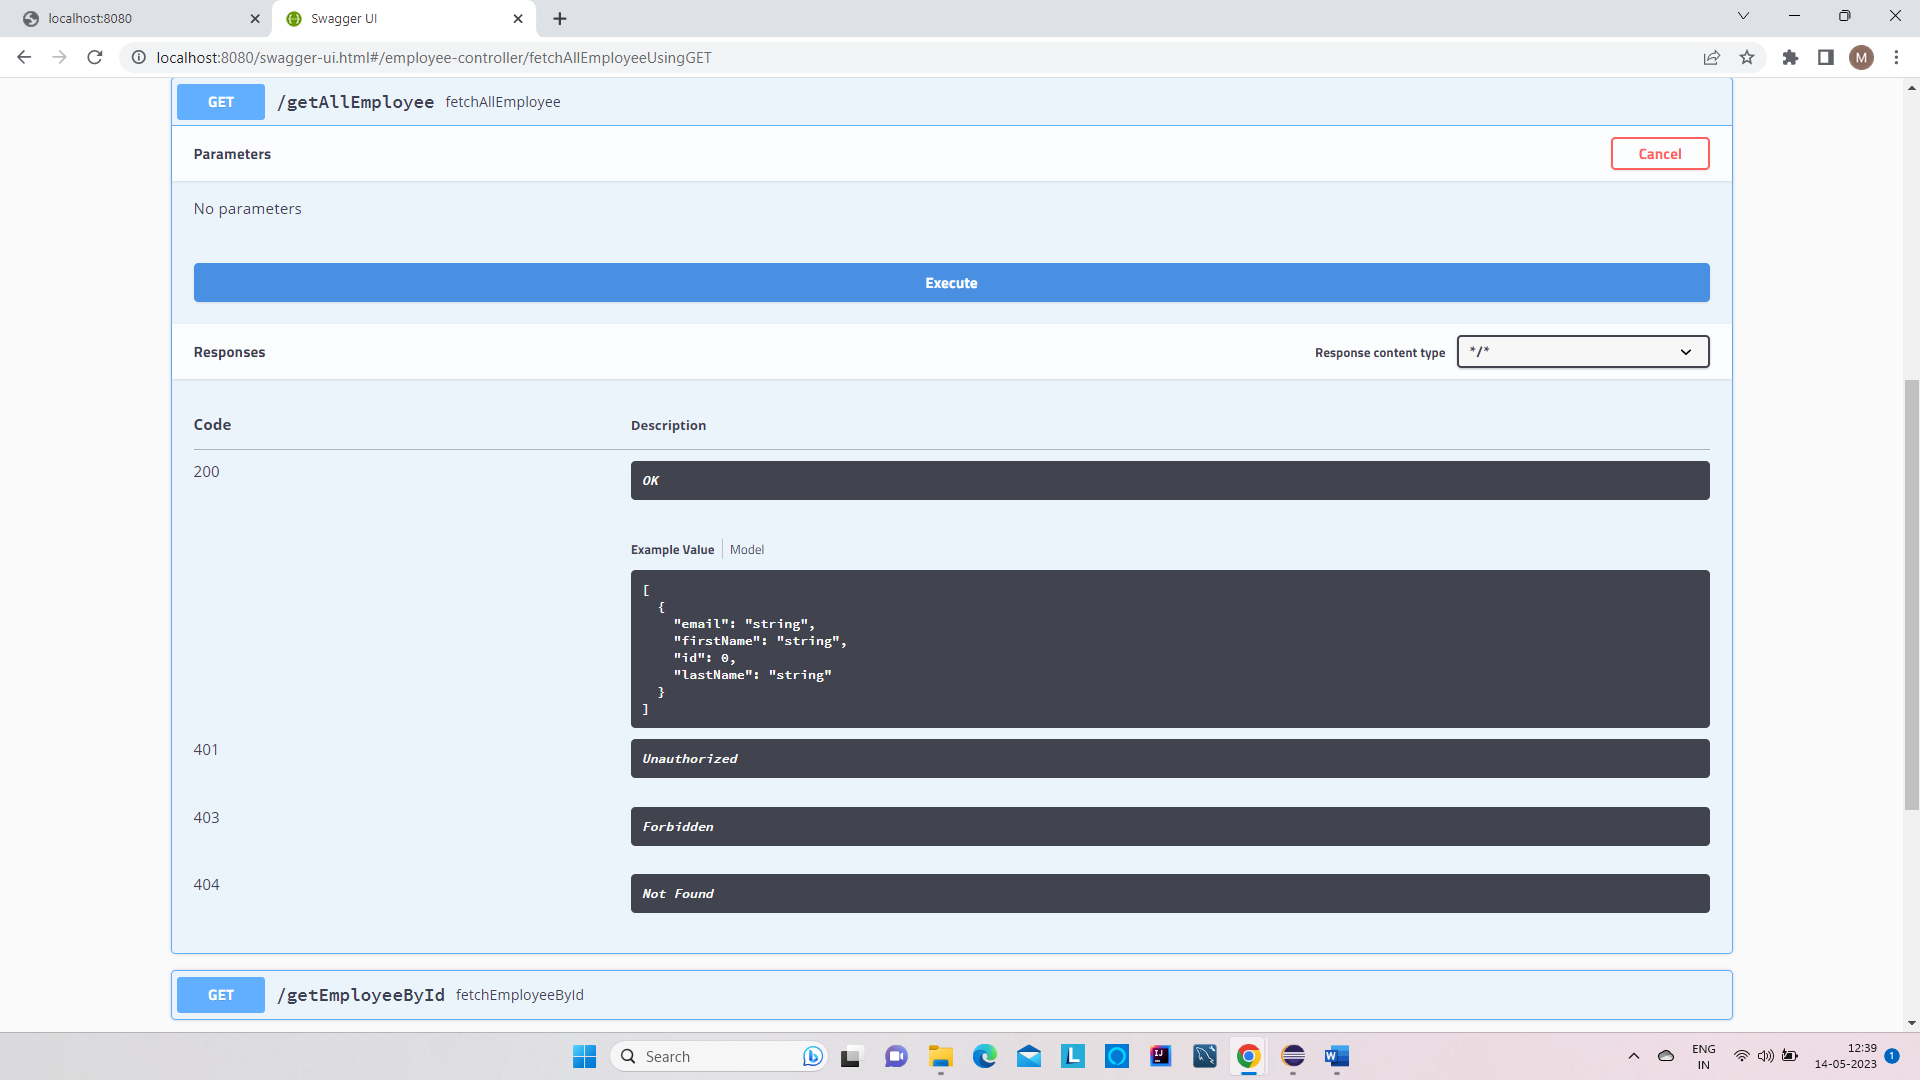 localhost:8080
Swagger UI
localhost:8080/swagger-ui.html#/employee-controller/fetchAllEmployeeUsingGET
M
GET /getAllEmployee fetchAllEmployee
Parameters
Cancel
No parameters
Execute
Responses
Response content type
*/*
Code
Description
200
OK
Example Value
Model
[
  {
    "email": "string",
    "firstName": "string",
    "id": 0,
    "lastName": "string"
  }
]
401
Unauthorized
403
Forbidden
404
Not Found
GET /getEmployeeById fetchEmployeeById
Search
L
IJ
W
ENG
IN
12:39
14-05-2023
1